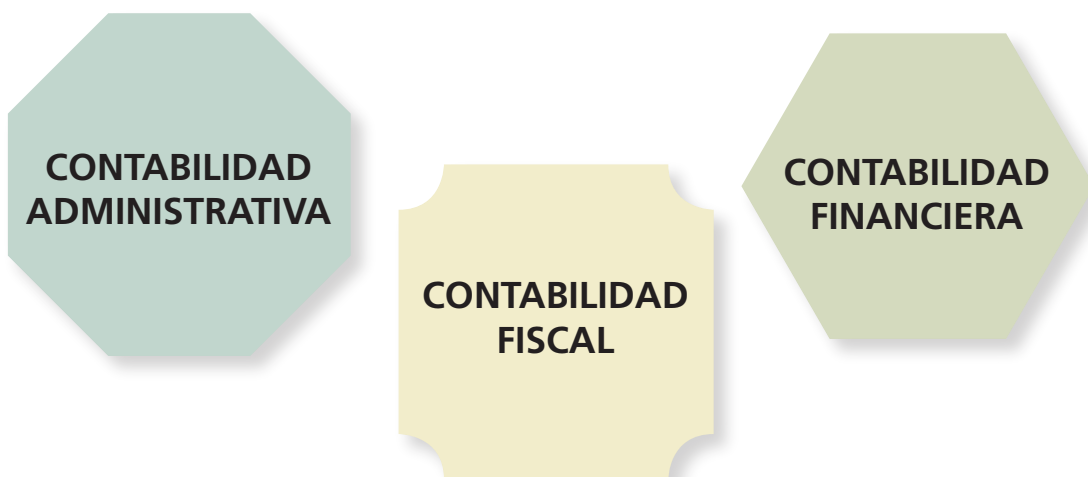 CONTABILIDAD
ADMINISTRATIVA
CONTABILIDAD
FISCAL
CONTABILIDAD
FINANCIERA